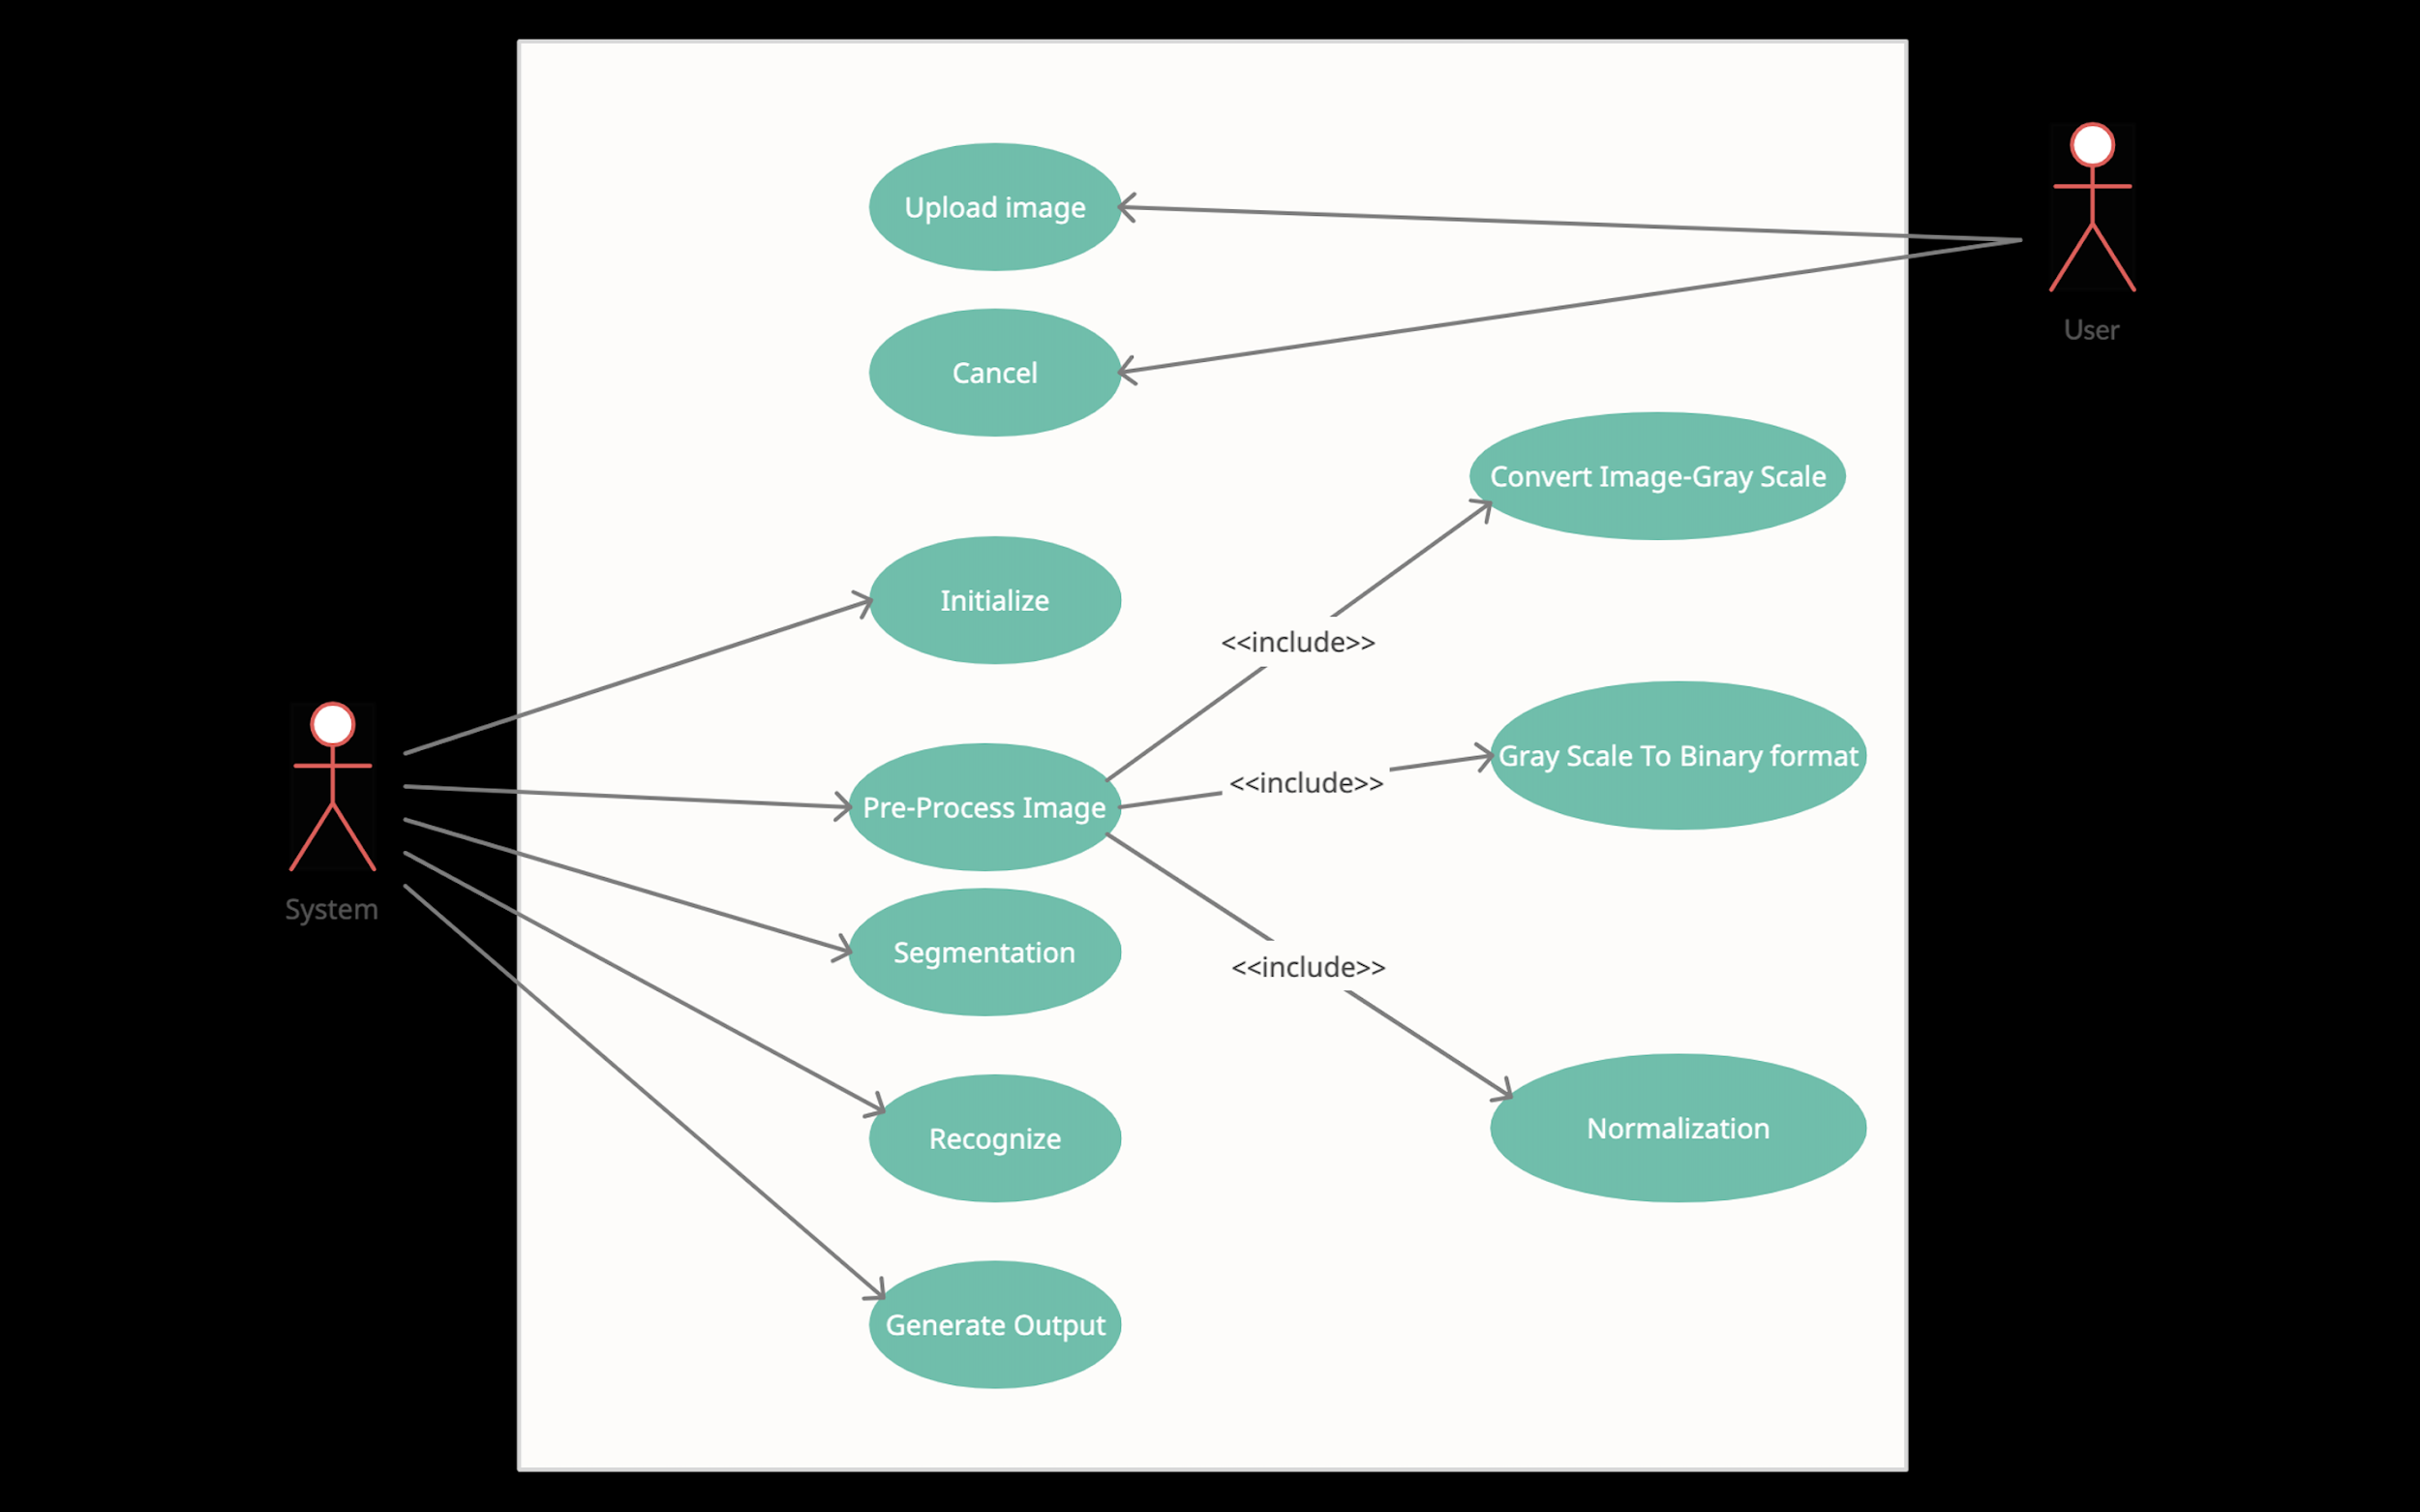 Upload image
User
Cancel
Convert Image-Gray Scale
Initialize
<<include>>
Gray Scale To Binary format
<<include>>
Pre-Process Image
System
Segmentation
<<include>>
Normalization
Recognize
Generate Output